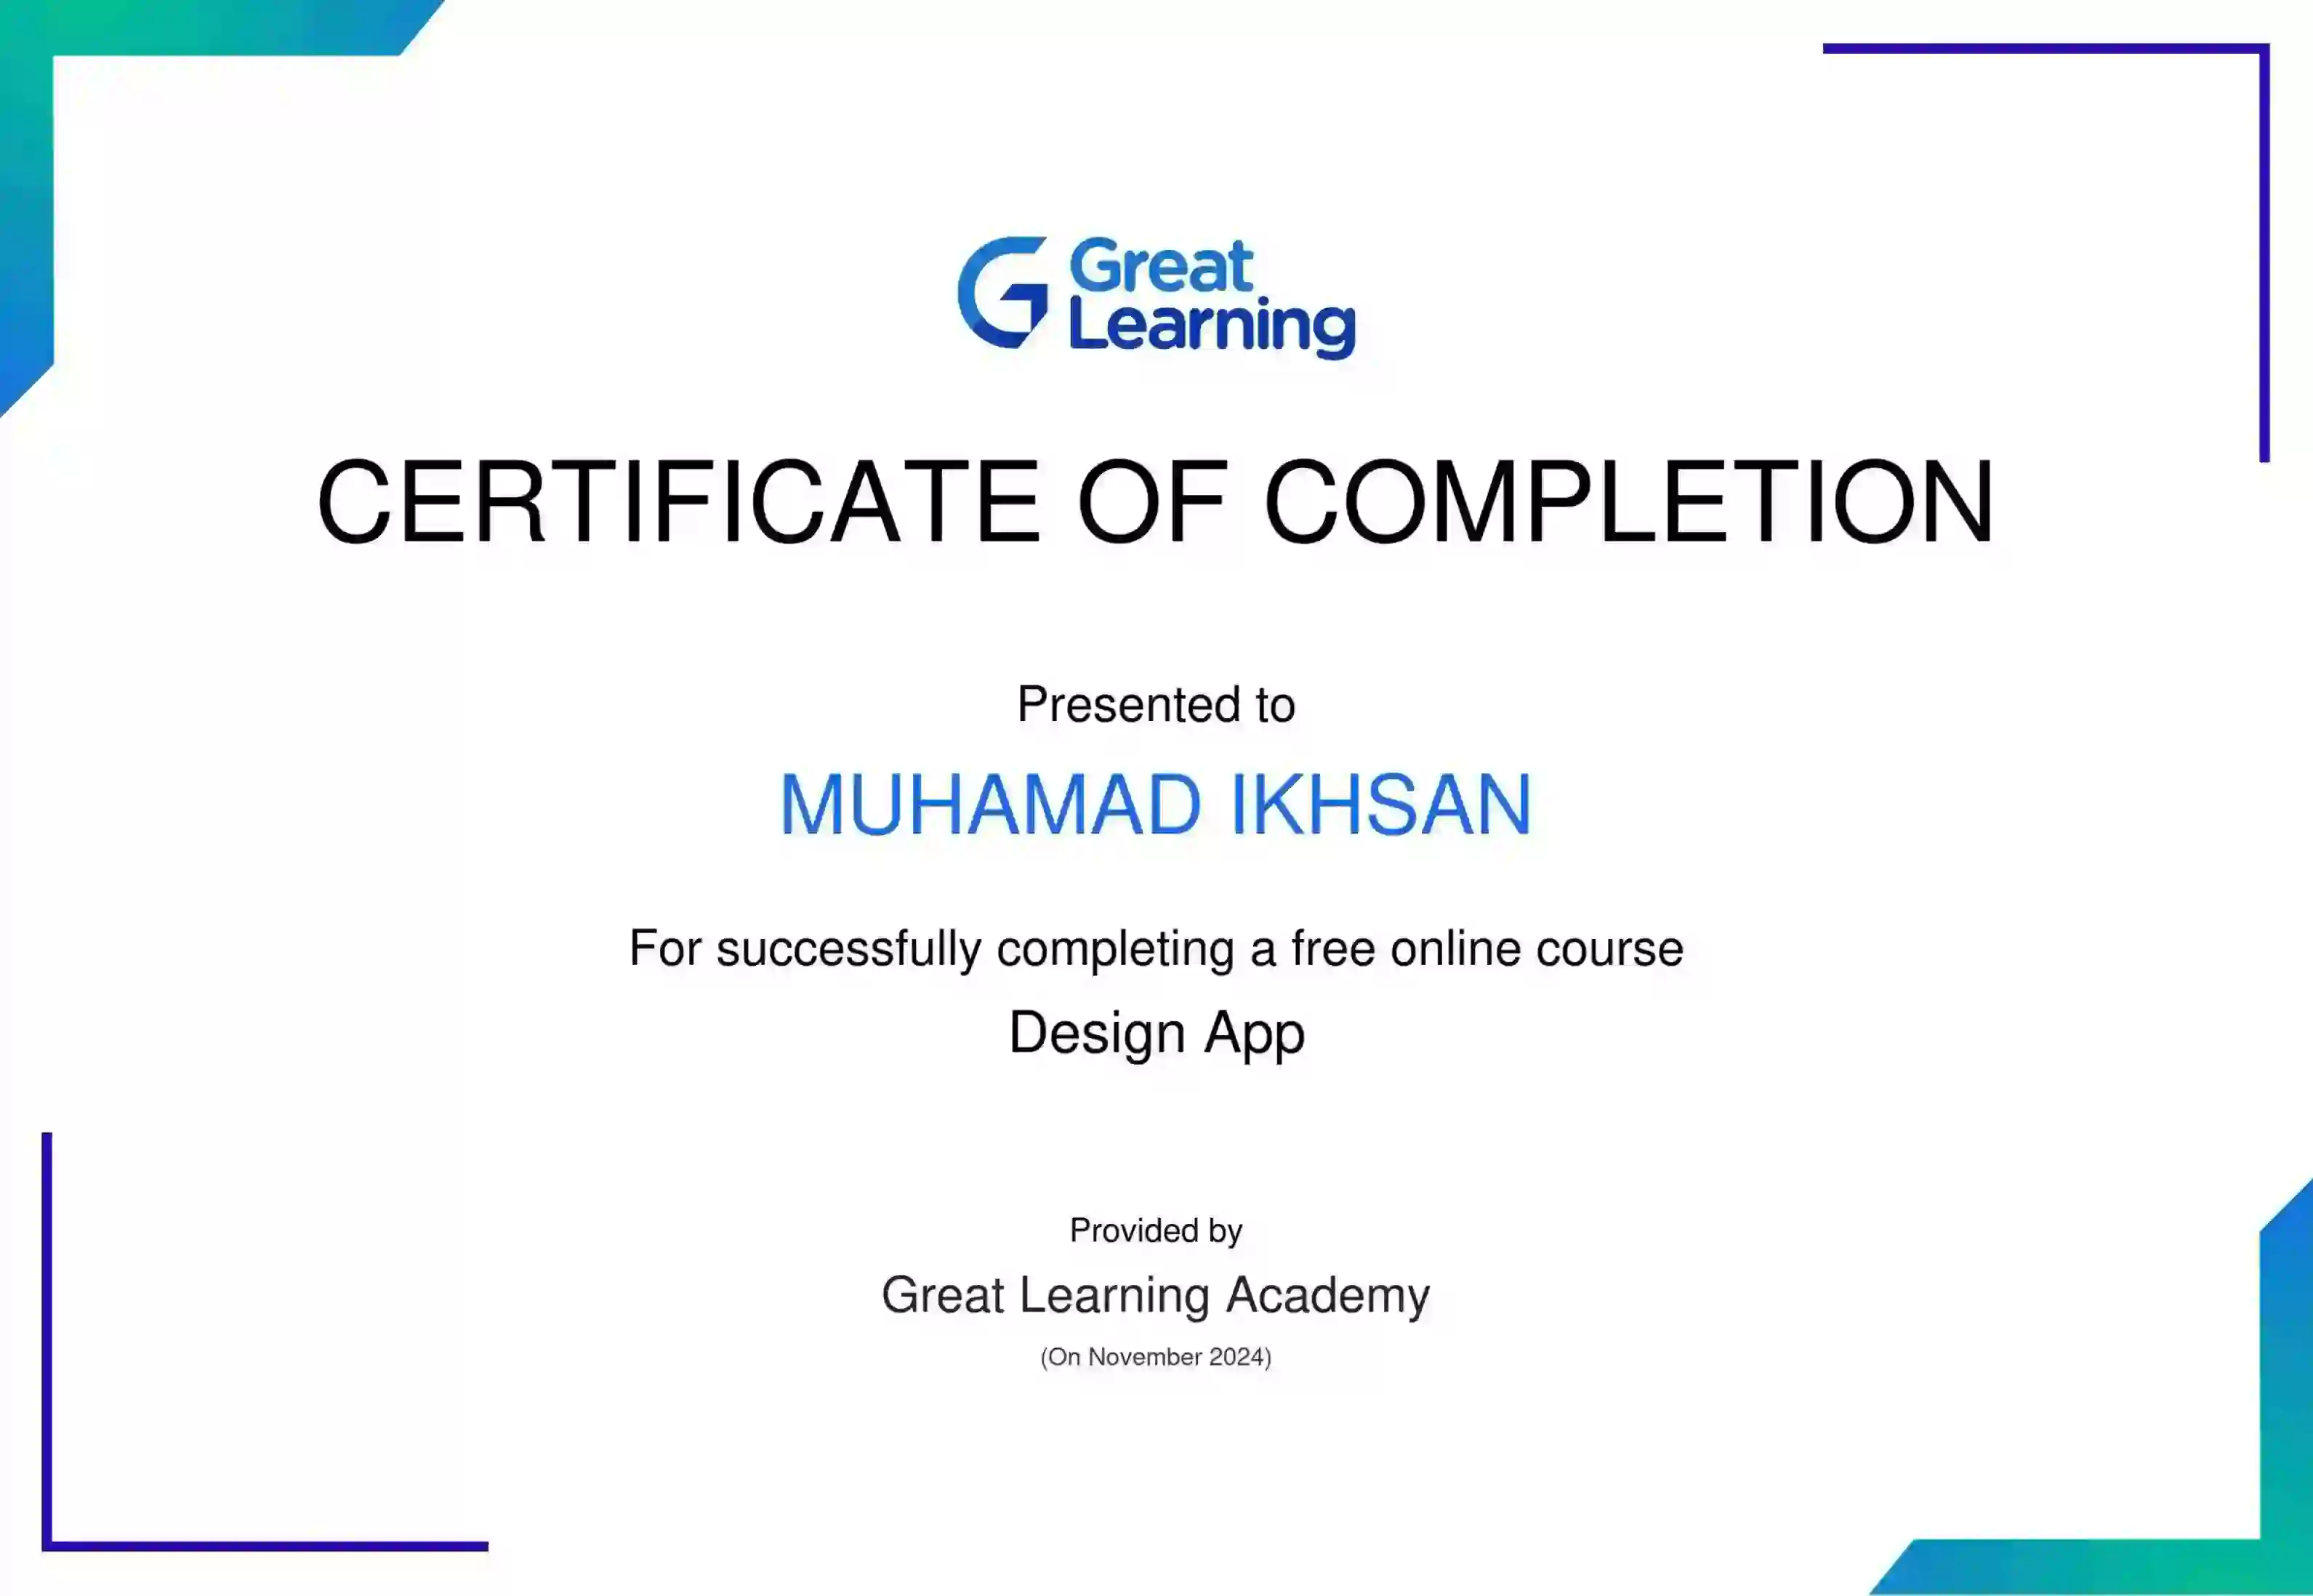 Great
Learning
CERTIFICATE OF COMPLETION
Presented to
MUHAMAD IKHSAN
For successfully completing a free online course
Design App
Provided by
Great Learning Academy
(On November 2024)